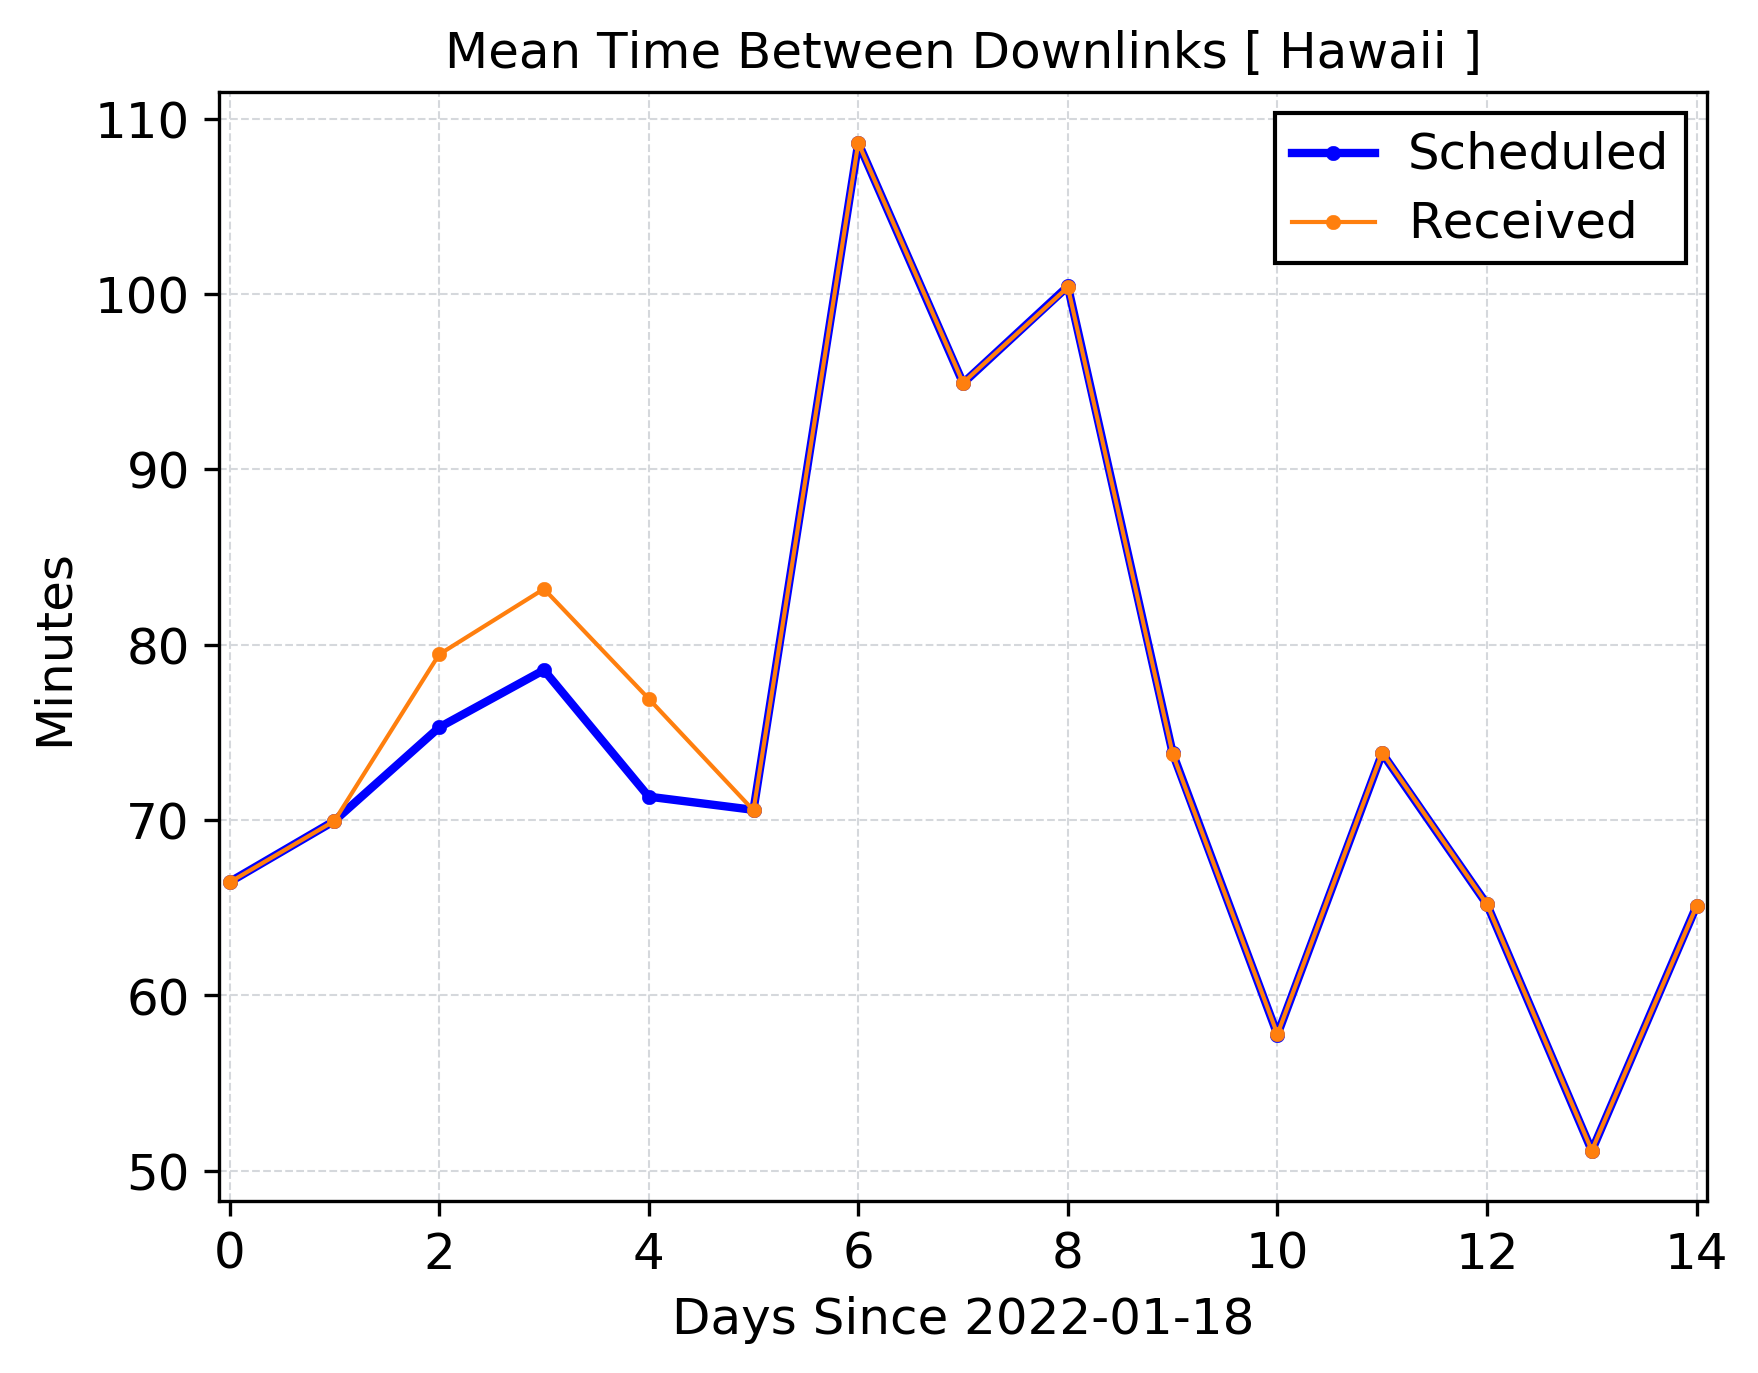 Mean Time Between Downlinks [ Hawaii ]
110
100
90
80
70
60
50
Minutes
Scheduled
Received
0 2 4 6 8 10 12 14
Days Since 2022-01-18